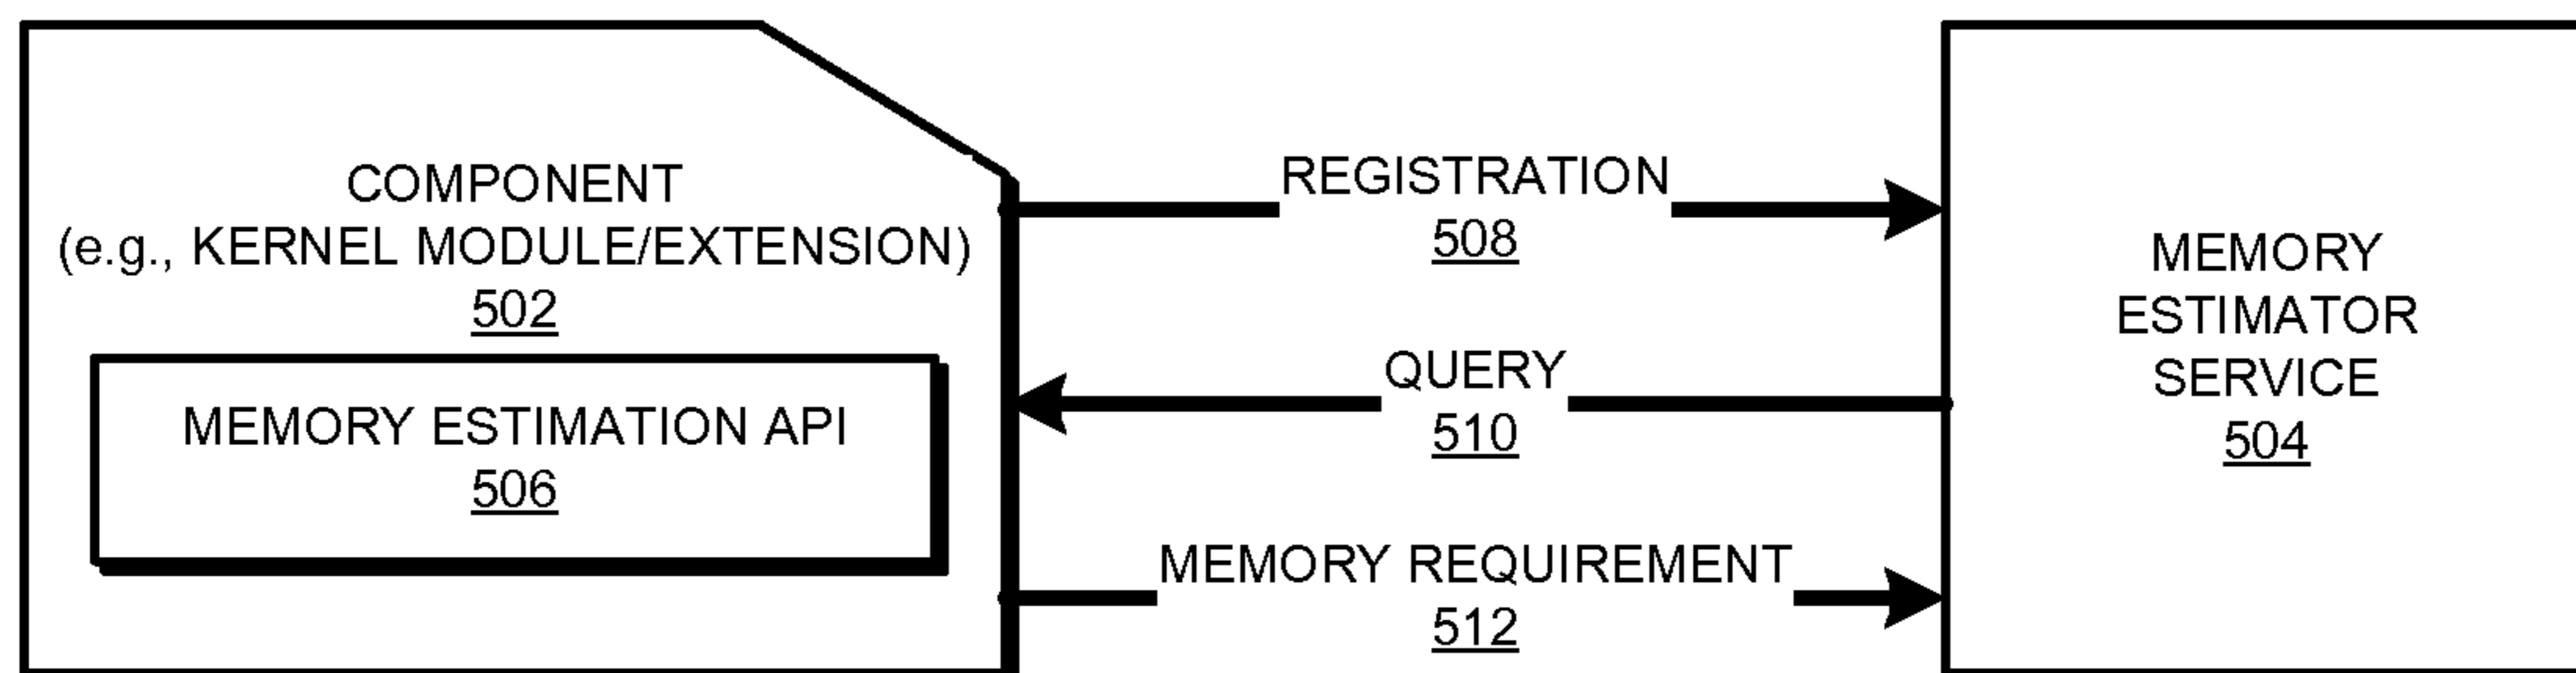 COMPONENT
(e.g., KERNEL MODULE/EXTENSION)
502
MEMORY ESTIMATION API
506
REGISTRATION
508
QUERY
510
MEMORY REQUIREMENT
512
MEMORY
ESTIMATOR
SERVICE
504